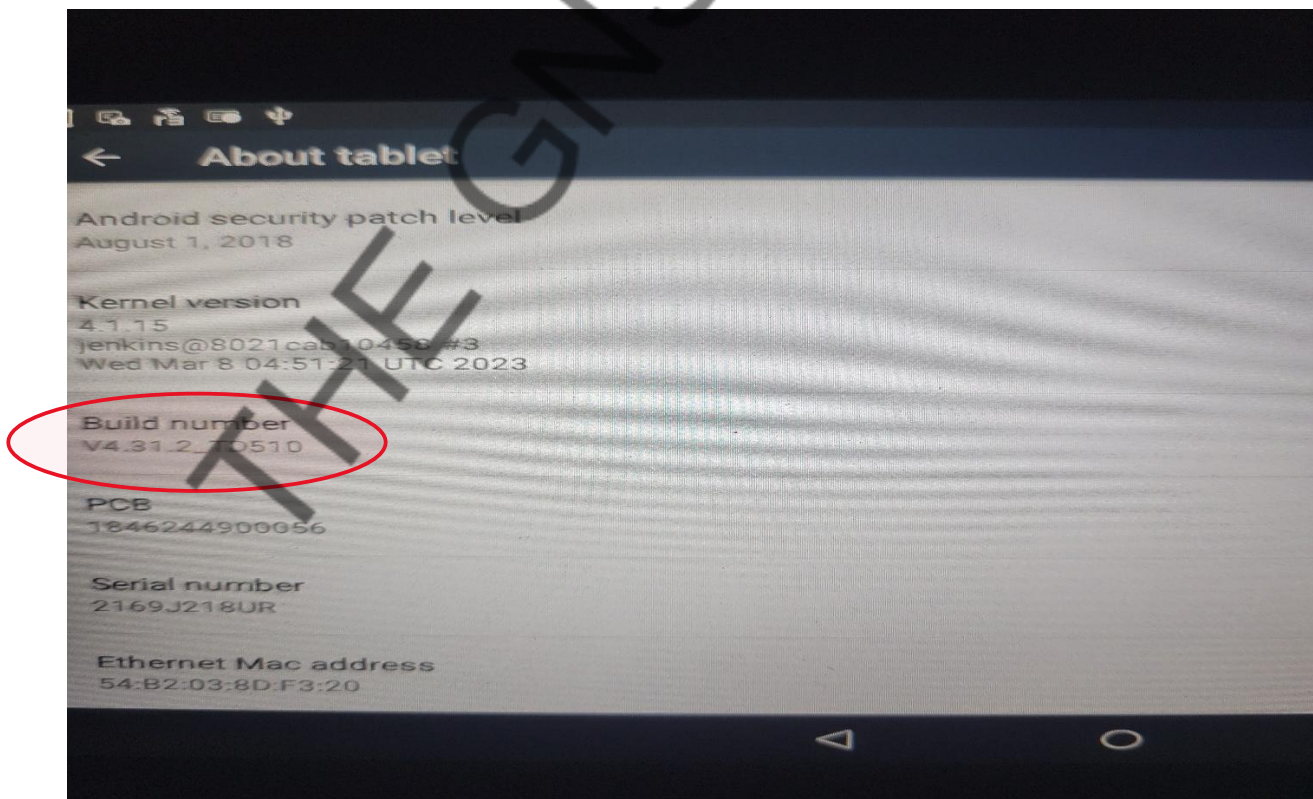 THE GNS
About tablet
Android security patch level
August 1, 2018
Kernel version
4.1.15
jenkins@8021cab10458 #3
Wed Mar 8 04:51:21 UTC 2023
Build number
V4.31.2_TD510
PCB
1846244900056
Serial number
2169J218UR
Ethernet Mac address
54:B2:03:8D:F3:20